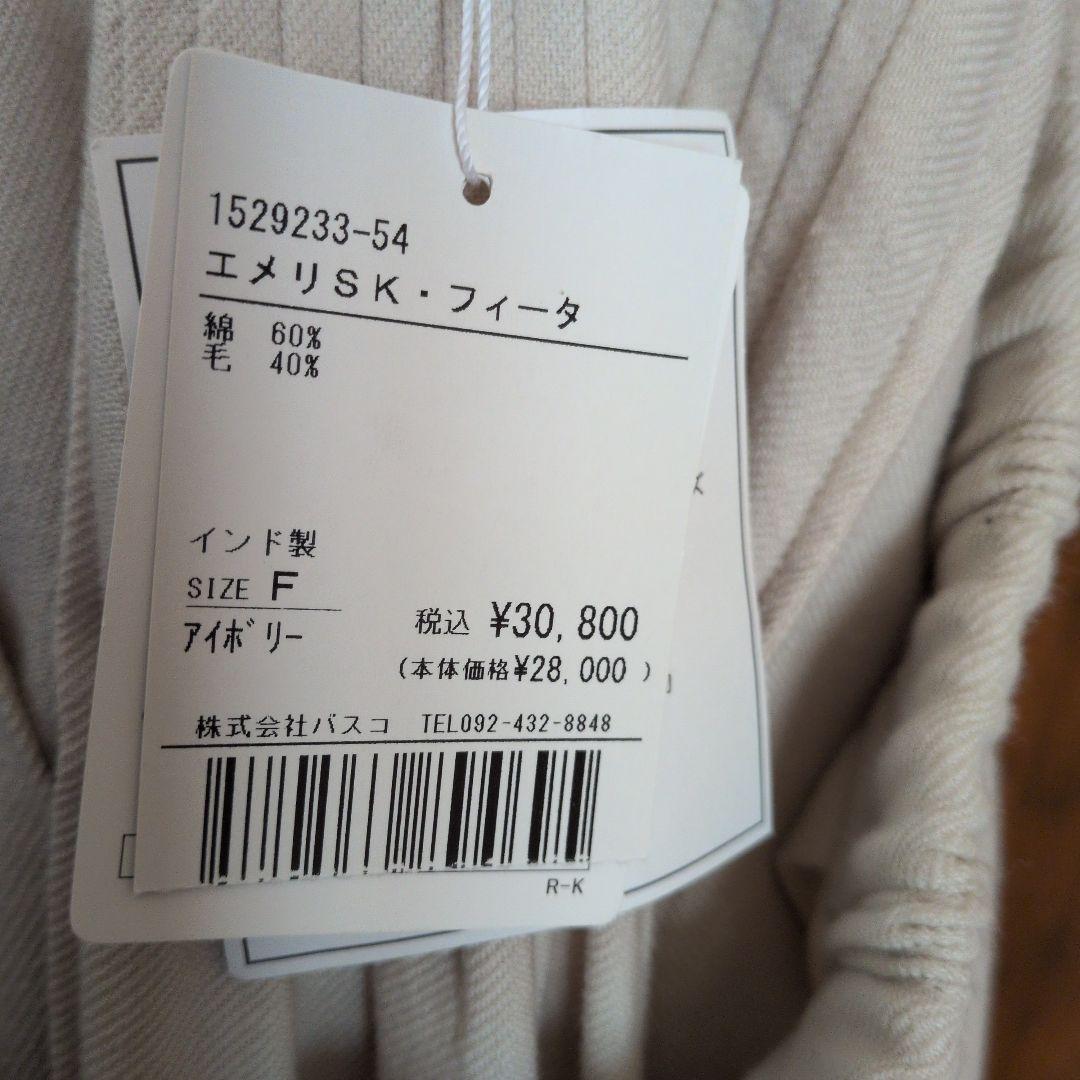 1529233-54
エメリSK・フィータ
綿 60%
毛 40%
インド製
SIZE F
アイボリー
税込 ¥30,800
(本体価格¥28,000 )
株式会社バスコ TEL092-432-8848
R-K